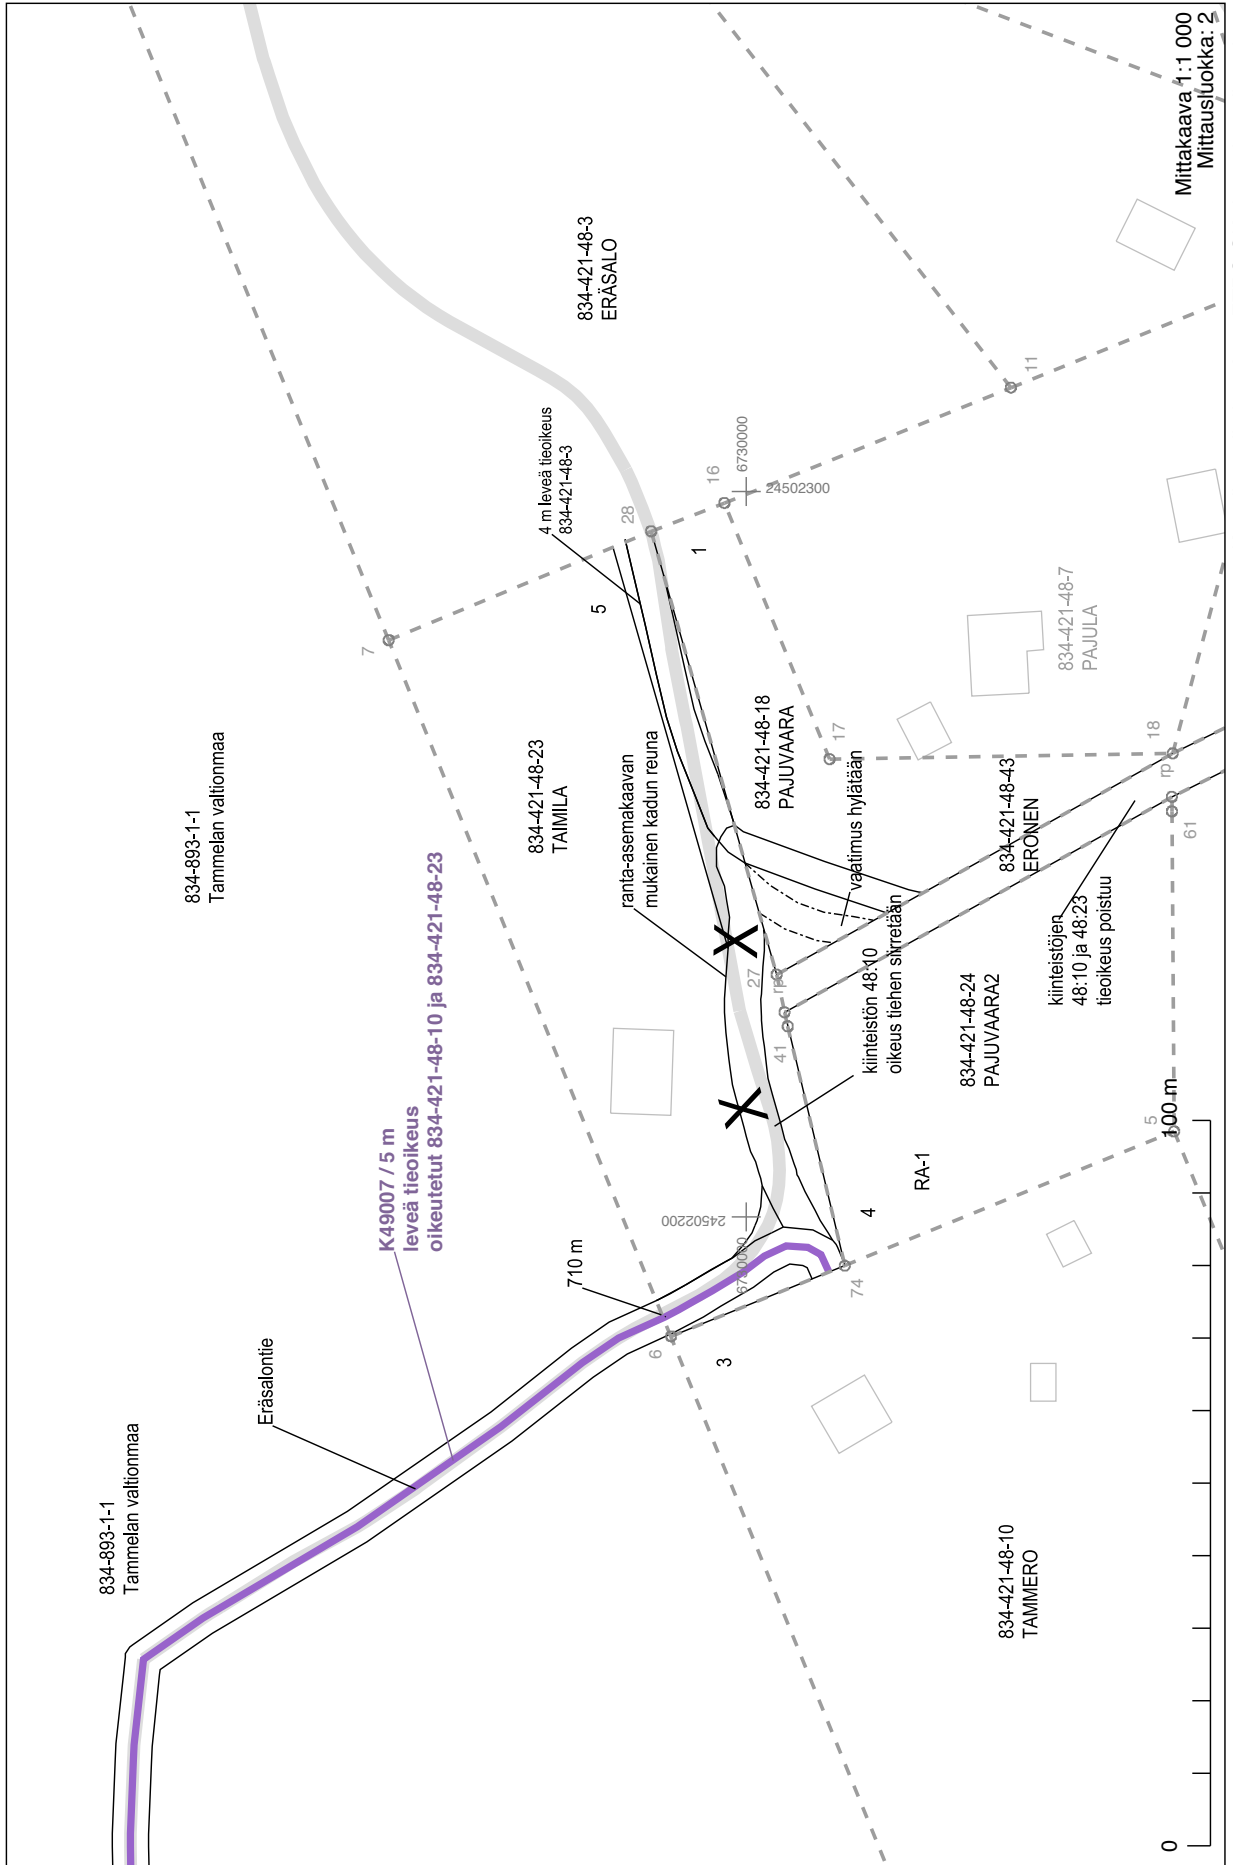 Mittakaava 1:1 000
Mittausluokka: 2
834-893-1-1
Tammelan valtionmaa
834-893-1-1
Tammelan valtionmaa
Eräsalontie
K49007 / 5 m
leveä tieoikeus
oikeutetut 834-421-48-10 ja 834-421-48-23
7
834-421-48-23
TAIMILA
4 m leveä tieoikeus
834-421-48-3
834-421-48-3
ERÄSALO
5
28
ranta-asemakaavan
mukainen kadun reuna
710 m
6
3
24502200
6730000
1
16
6730000
24502300
11
27
rp
41
834-421-48-18
PAJUVAARA
17
vaatimus hylätään
kiinteistön 48:10
oikeus tiehen siirretään
74
4
RA-1
834-421-48-24
PAJUVAARA2
834-421-48-43
ERONEN
834-421-48-7
PAJULA
kiinteistöjen
48:10 ja 48:23
tieoikeus poistuu
18
rp
61
5
834-421-48-10
TAMMERO
0
100 m